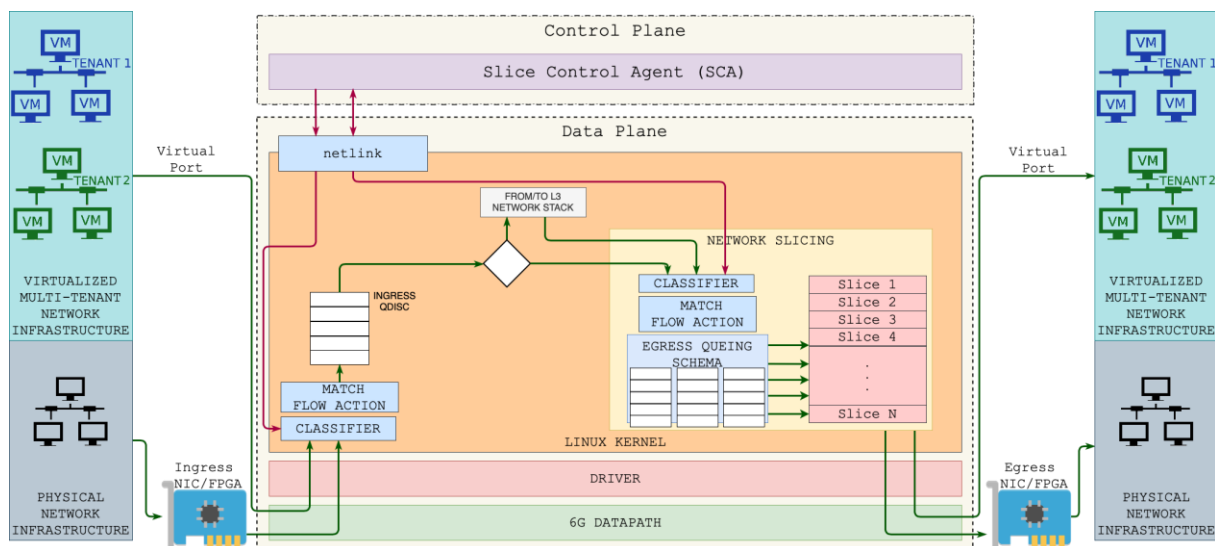 VM
TENANT 1
VM
VM
VM
TENANT 2
VM
VM
VIRTUALIZED
MULTI-TENANT
NETWORK
INFRASTRUCTURE
PHYSICAL
NETWORK
INFRASTRUCTURE
Virtual
Port
Ingress
NIC/FPGA
Control Plane
Slice Control Agent (SCA)
Data Plane
netlink
FROM/TO L3
NETWORK STACK
INGRESS
QDISC
MATCH
FLOW ACTION
CLASSIFIER
NETWORK SLICING
CLASSIFIER
MATCH
FLOW ACTION
EGRESS QUEING
SCHEMA
Slice 1
Slice 2
Slice 3
Slice 4
.
.
.
Slice N
LINUX KERNEL
DRIVER
6G DATAPATH
Virtual
Port
Egress
NIC/FPGA
VM
TENANT 1
VM
VM
VM
TENANT 2
VM
VM
VIRTUALIZED
MULTI-TENANT
NETWORK
INFRASTRUCTURE
PHYSICAL
NETWORK
INFRASTRUCTURE